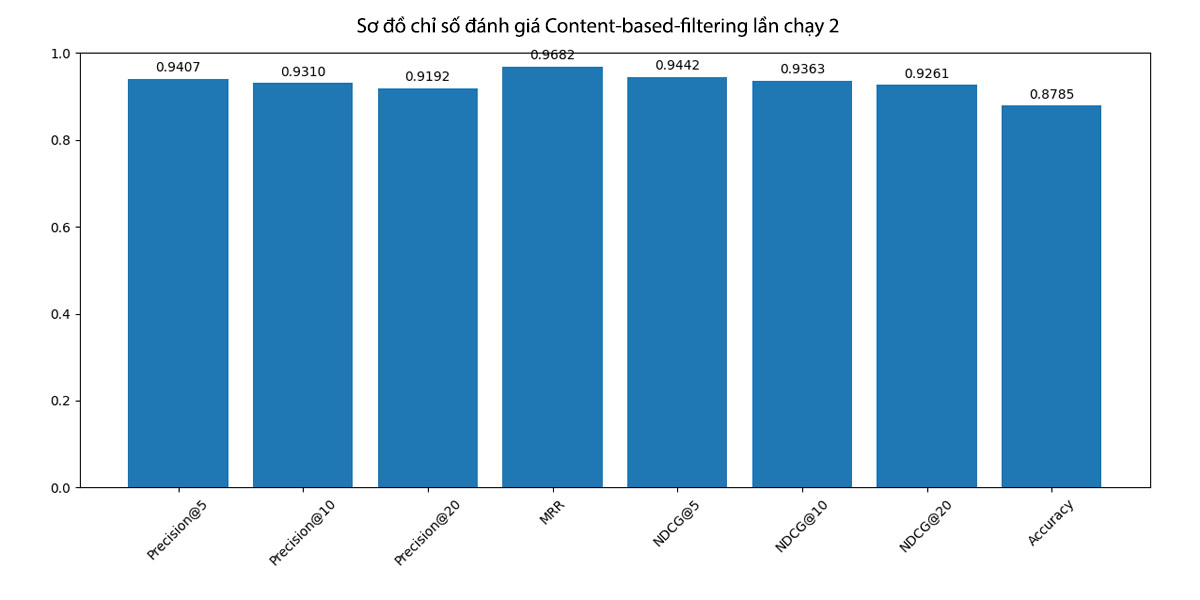 Sơ đồ chỉ số đánh giá Content-based-filtering lần chạy 2
1.0
0.8
0.6
0.4
0.2
0.0
0.9407
0.9310
0.9192
0.9682
0.9442
0.9363
0.9261
0.8785
Precision@5
Precision@10
Precision@20
MRR
NDCG@5
NDCG@10
NDCG@20
Accuracy